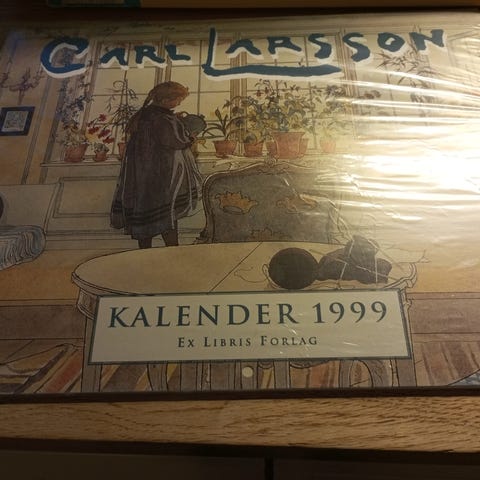 CARL LARSSON
KALENDER 1999
EX LIBRIS FORLAG